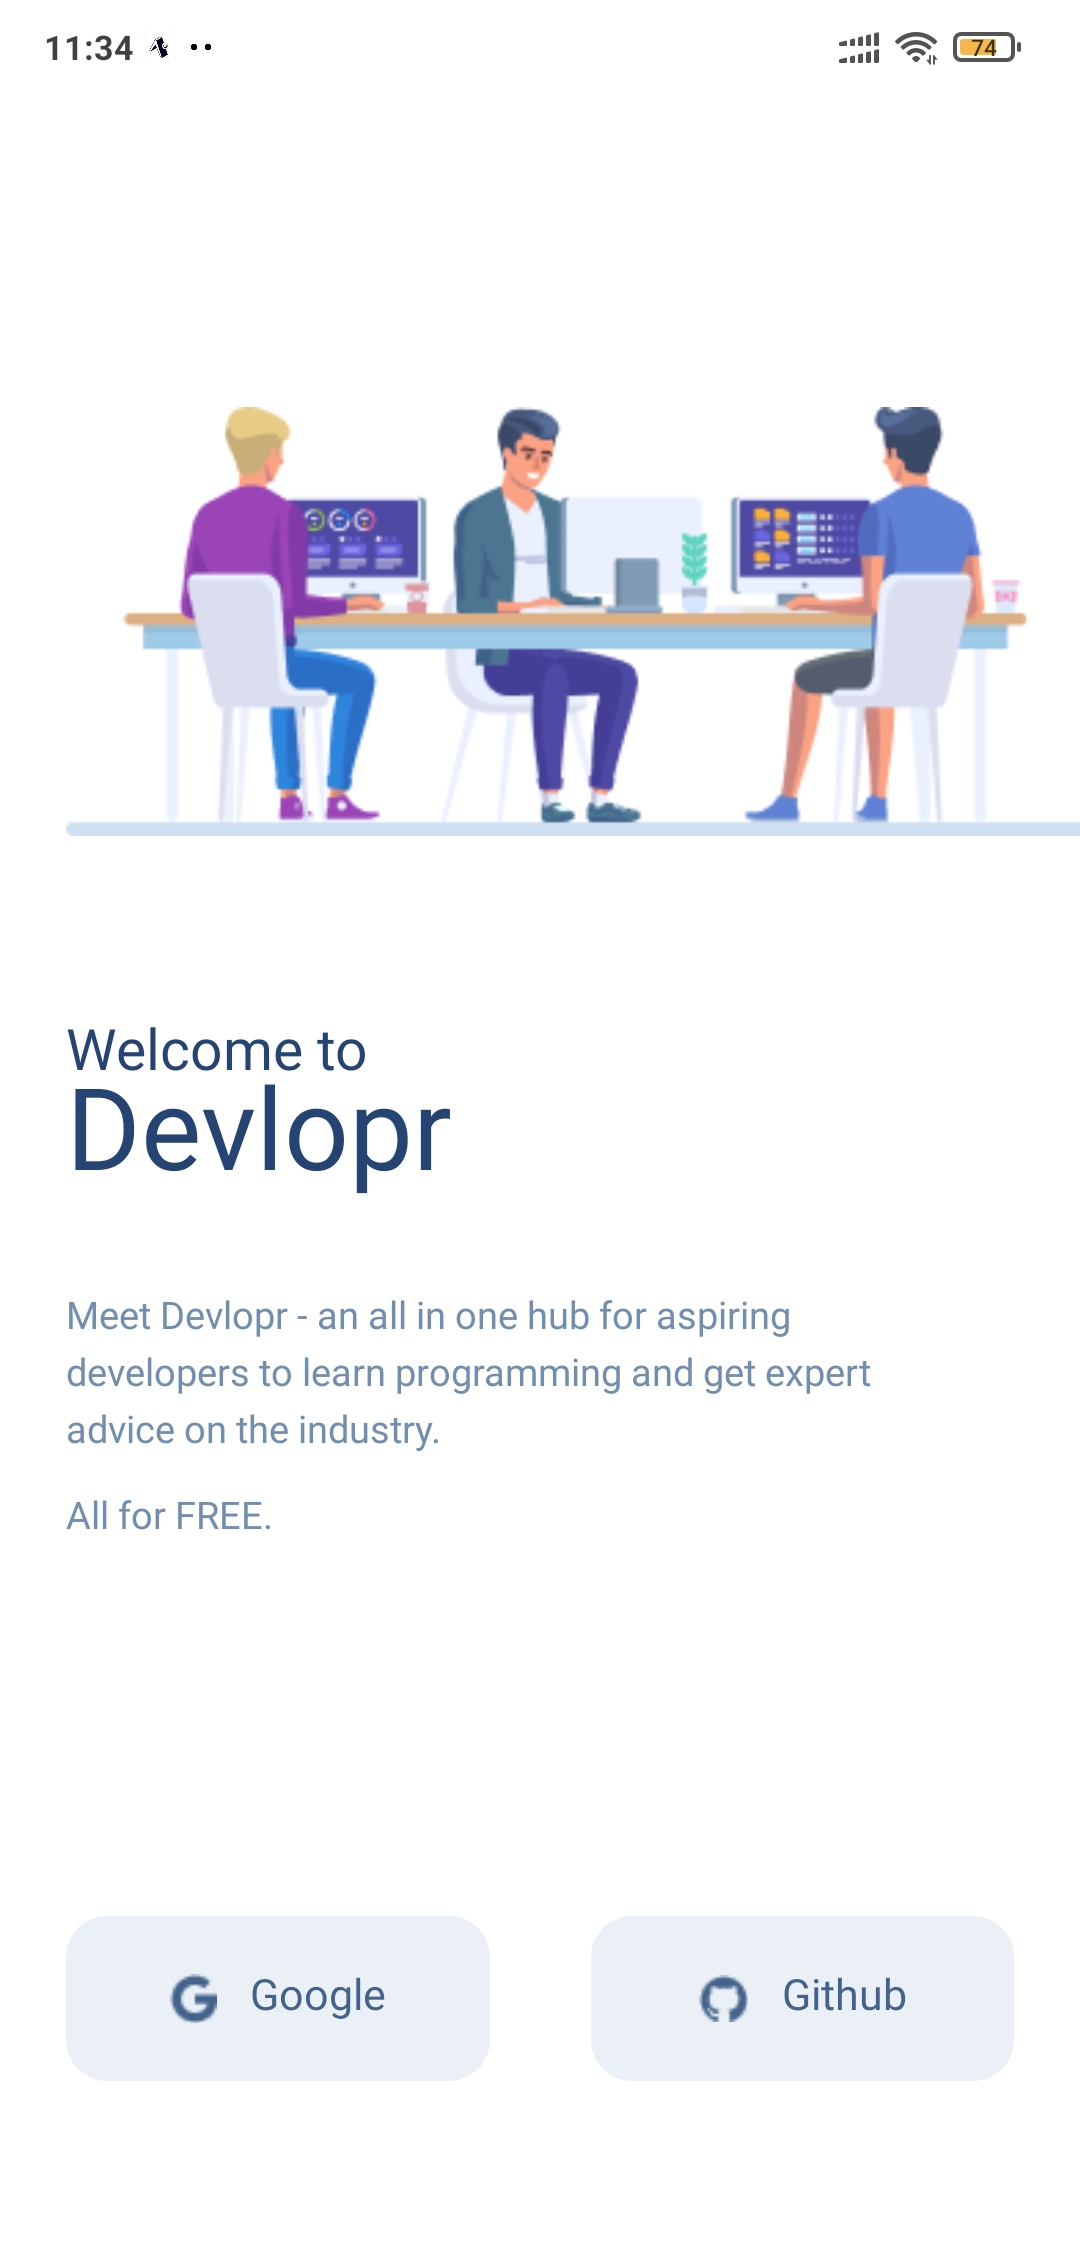 11:34
74
Welcome to
Devlopr
Meet Devlopr - an all in one hub for aspiring
developers to learn programming and get expert
advice on the industry.
All for FREE.
Google
Github